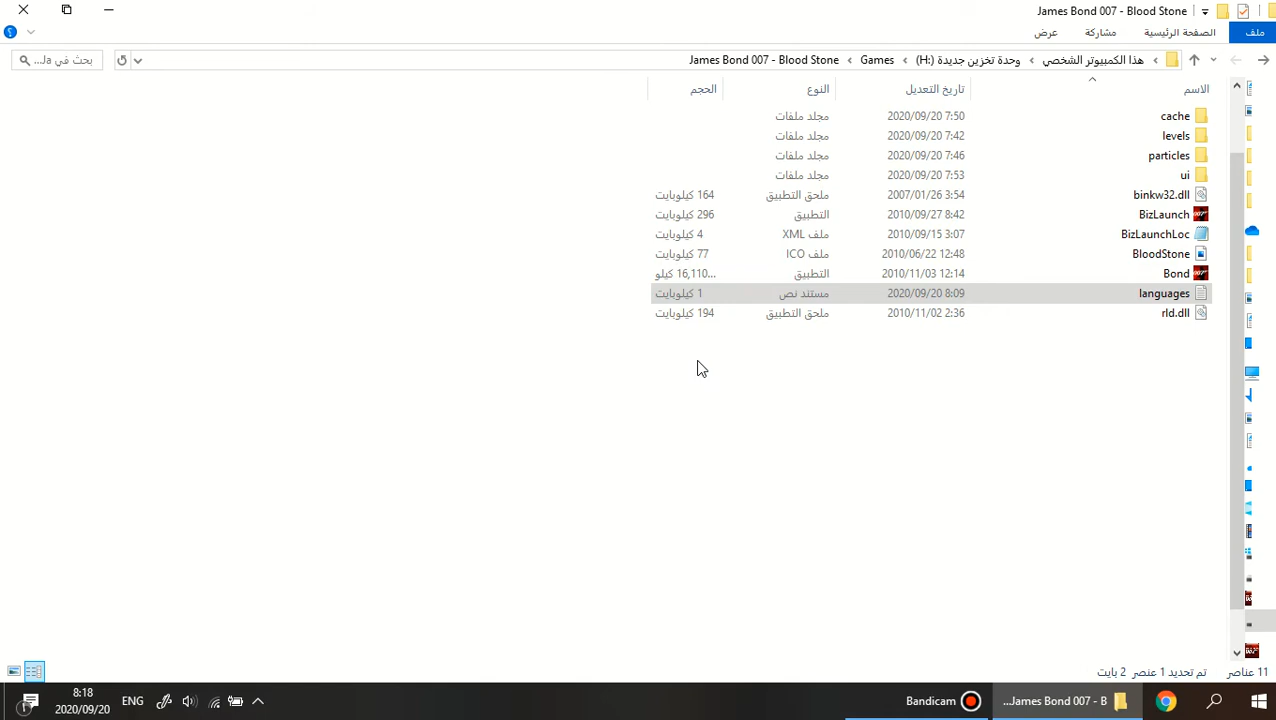 James Bond 007 - Blood Stone
ملف
الصفحة الرئيسية
مشاركة
عرض
هذا الكمبيوتر الشخصي
وحدة تخزين جديدة (H:)
Games
James Bond 007 - Blood Stone
بحث في Ja...
الاسم تاريخ التعديل النوع الحجم
cache 2020/09/20 7:50 مجلد ملفات
levels 2020/09/20 7:42 مجلد ملفات
particles 2020/09/20 7:46 مجلد ملفات
ui 2020/09/20 7:53 مجلد ملفات
binkw32.dll 2007/01/26 3:54 ملحق التطبيق 164 كيلوبايت
BizLaunch 2010/09/27 8:42 التطبيق 296 كيلوبايت
BizLaunchLoc 2010/09/15 3:07 ملف XML 4 كيلوبايت
BloodStone 2010/06/22 12:48 ملف ICO 77 كيلوبايت
Bond 2010/11/03 12:14 التطبيق 16,110 كيلو...
languages 2020/09/20 8:09 مستند نص 1 كيلوبايت
rld.dll 2010/11/02 2:36 ملحق التطبيق 194 كيلوبايت
11 عناصر تم تحديد 1 عنصر 2 بايت
James Bond 007 - B...
Bandicam
ENG
8:18
2020/09/20